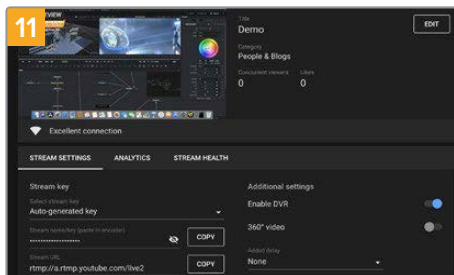 11
PREVIEW
Title
Demo
EDIT
Category
People & Blogs
Concurrent viewers Likes
0 0
Excellent connection
STREAM SETTINGS ANALYTICS STREAM HEALTH
Stream key
Additional settings
Select stream key
Auto-generated key
Enable DVR
Stream name/key (paste in encoder)
COPY
360° video
Stream URL
rtmp://a.rtmp.youtube.com/live2
COPY
Added delay
None